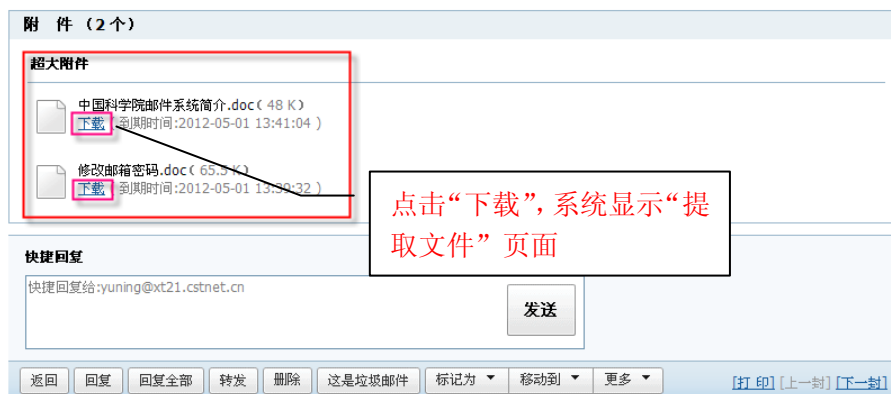 附 件（2个）
超大附件
中国科学院邮件系统简介.doc( 48 K)
下载（到期时间:2012-05-01 13:41:04 ）
修改邮箱密码.doc( 65.5 K)
下载（到期时间:2012-05-01 13:39:32 ）
点击“下载”，系统显示“提
取文件”页面
快捷回复
快捷回复给:yuning@xt21.cstnet.cn
发送
返回 回复 回复全部 转发 删除 这是垃圾邮件 标记为 ▼ 移动到 ▼ 更多 ▼ [打 印] [上一封] [下一封]